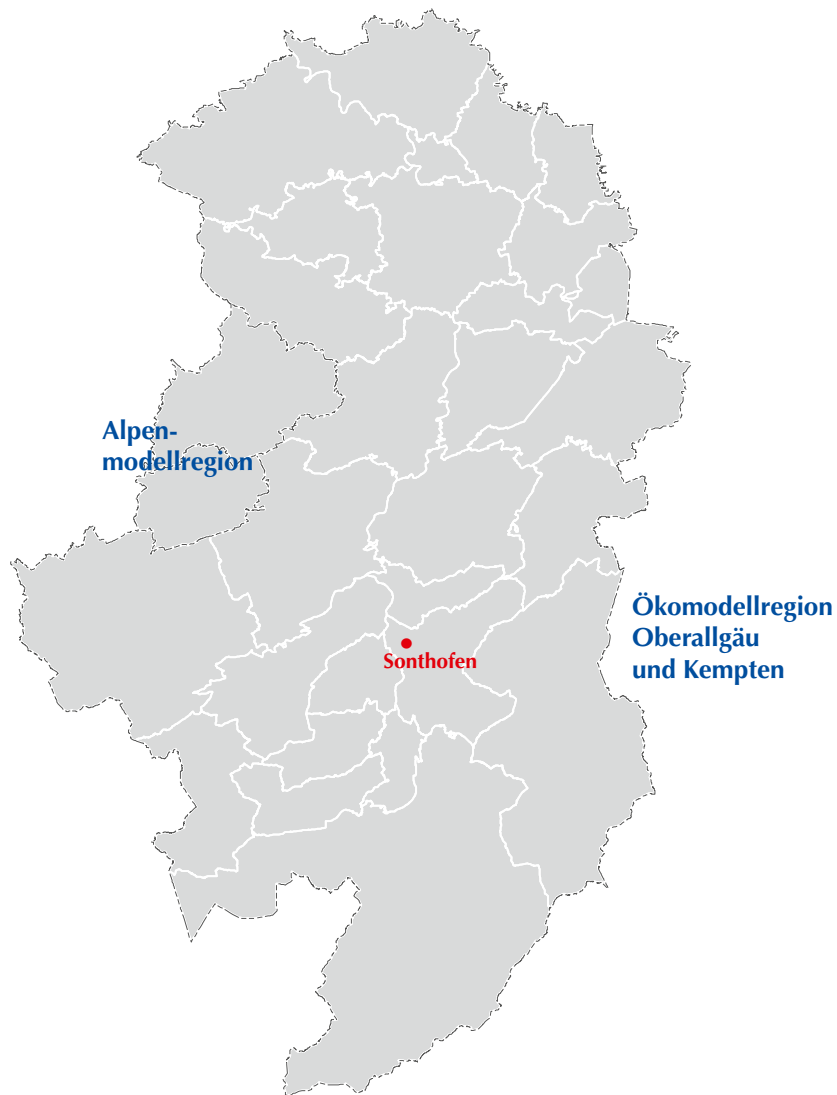 Alpen-
modellregion
Ökomodellregion
Oberallgäu
und Kempten
Sonthofen